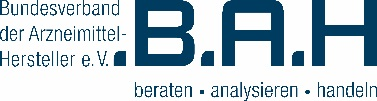 Bundesverband
der Arzneimittel-
Hersteller e.V.
.B.A.H
beraten · analysieren · handeln